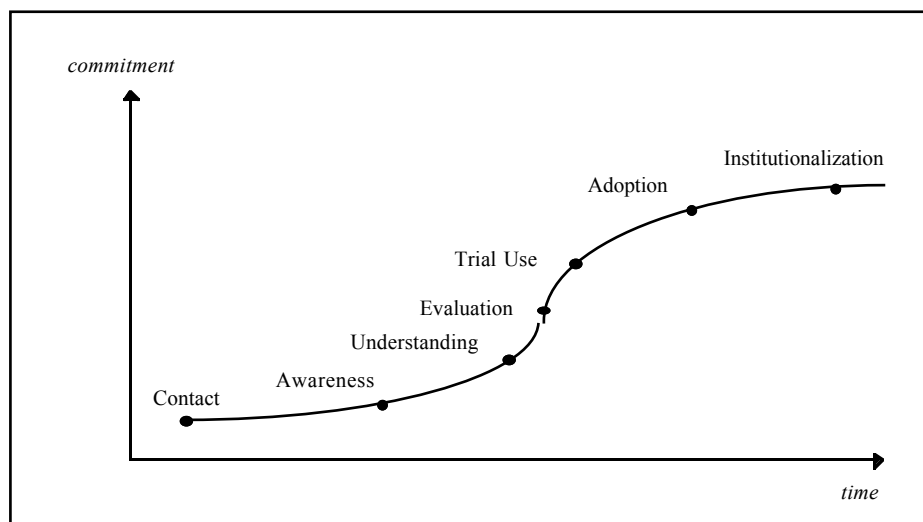 commitment
Institutionalization
Adoption
Trial Use
Evaluation
Understanding
Awareness
Contact
time